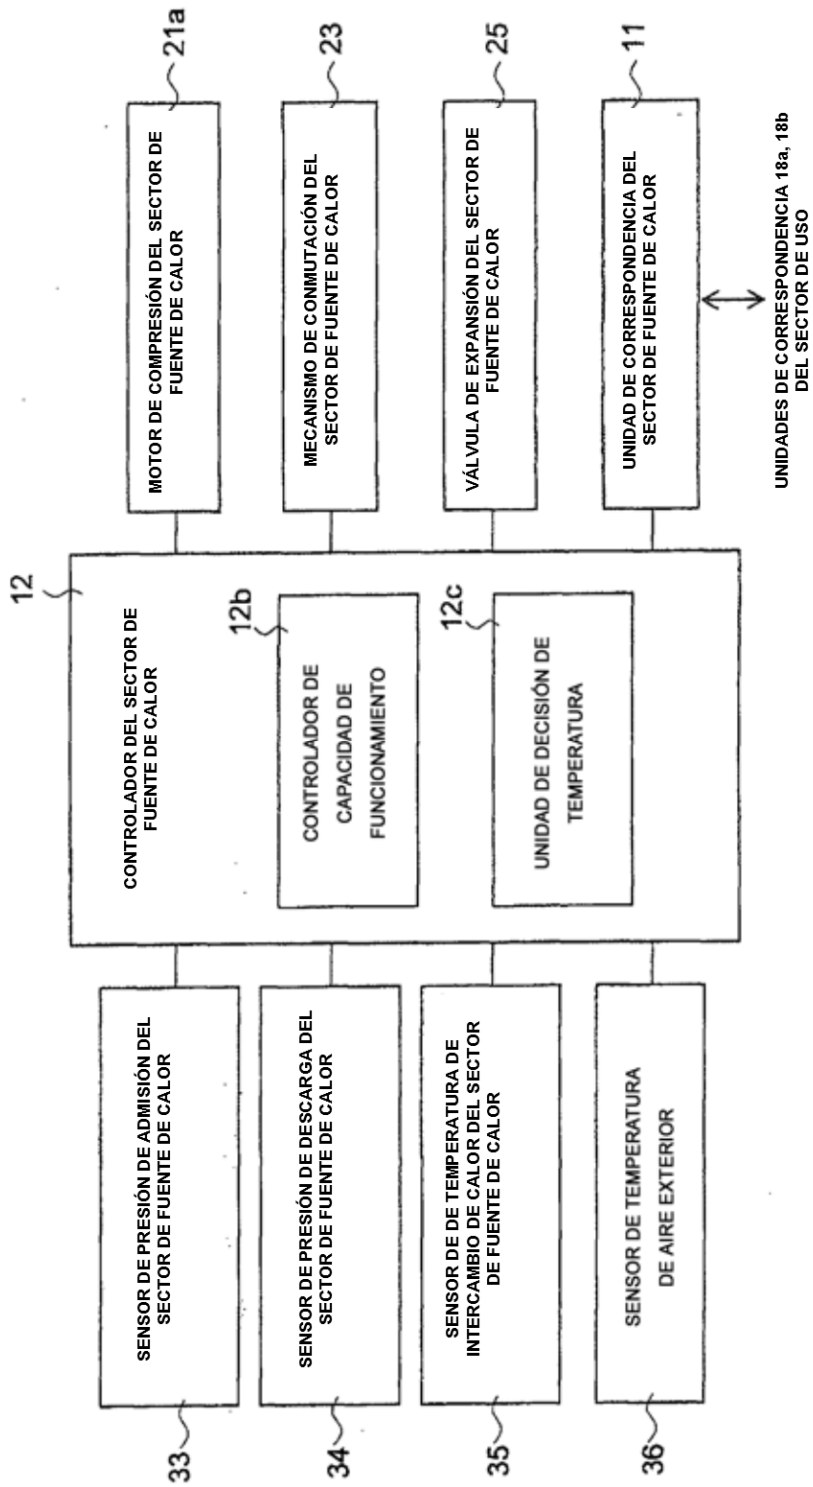 12
CONTROLADOR DEL SECTOR DE
FUENTE DE CALOR
12b
CONTROLADOR DE
CAPACIDAD DE
FUNCIONAMIENTO
12c
UNIDAD DE DECISIÓN DE
TEMPERATURA
33
SENSOR DE PRESIÓN DE ADMISIÓN DEL
SECTOR DE FUENTE DE CALOR
34
SENSOR DE PRESIÓN DE DESCARGA DEL
SECTOR DE FUENTE DE CALOR
35
SENSOR DE DE TEMPERATURA DE
INTERCAMBIO DE CALOR DEL SECTOR
DE FUENTE DE CALOR
36
SENSOR DE TEMPERATURA
DE AIRE EXTERIOR
21a
MOTOR DE COMPRESIÓN DEL SECTOR DE
FUENTE DE CALOR
23
MECANISMO DE CONMUTACIÓN DEL
SECTOR DE FUENTE DE CALOR
25
VÁLVULA DE EXPANSIÓN DEL SECTOR DE
FUENTE DE CALOR
11
UNIDAD DE CORRESPONDENCIA DEL
SECTOR DE FUENTE DE CALOR
UNIDADES DE CORRESPONDENCIA 18a, 18b
DEL SECTOR DE USO